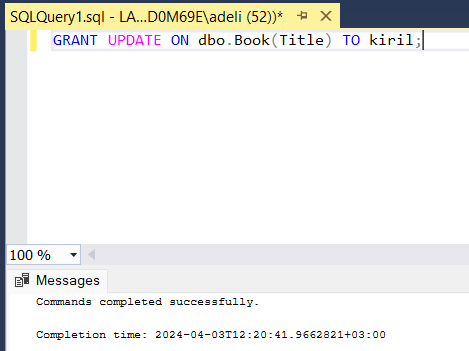 SQLQuery1.sql - LA...D0M69E\adeli (52))*
GRANT UPDATE ON dbo.Book(Title) TO kiril;
100 %
Messages
Commands completed successfully.
Completion time: 2024-04-03T12:20:41.9662821+03:00